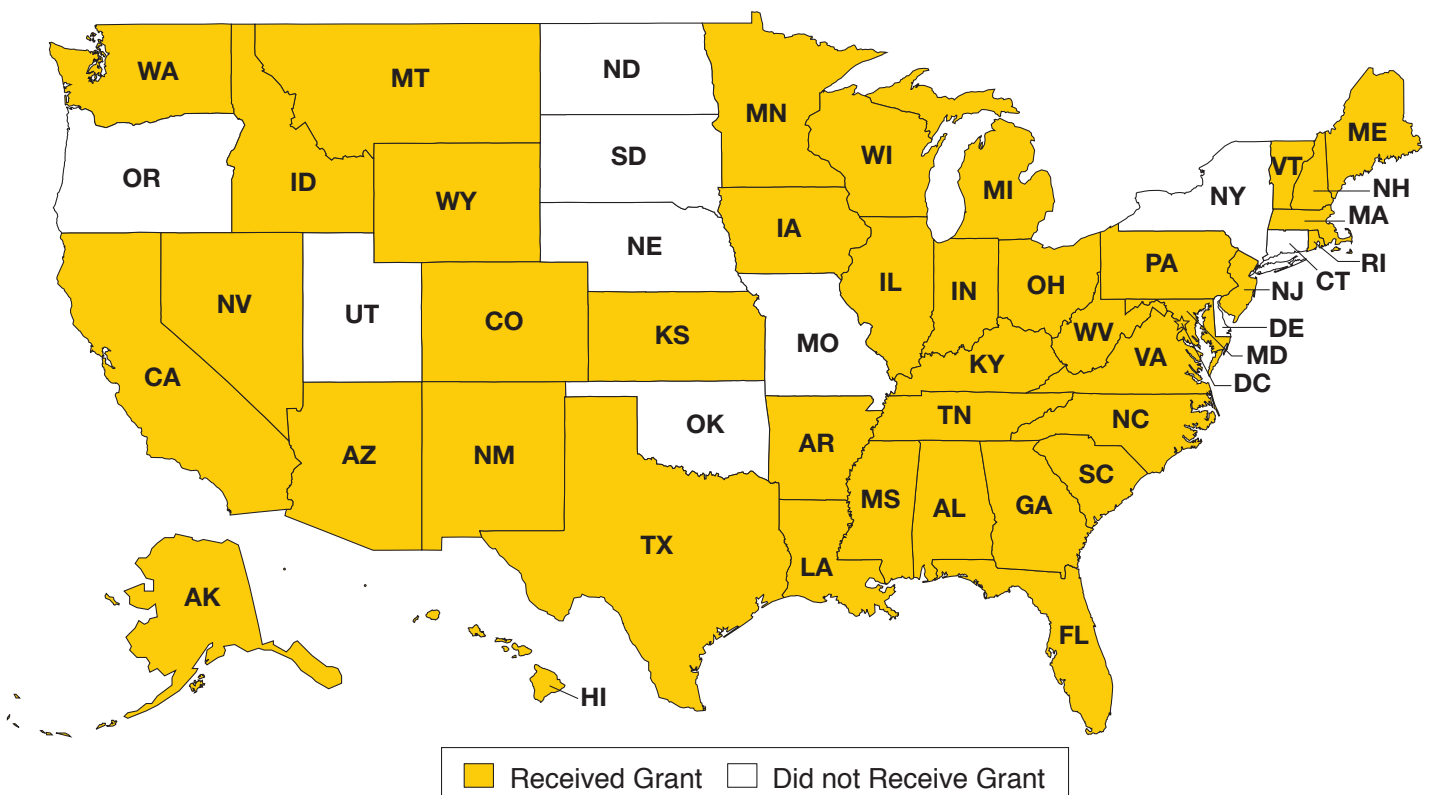 WA
MT
ND
MN
OR
ID
WY
SD
WI
MI
NY
VT
ME
NH
MA
RI
CT
NV
UT
CO
NE
IA
IL
IN
OH
PA
NJ
DE
MD
DC
CA
KS
MO
KY
WV
VA
AZ
NM
OK
AR
TN
NC
SC
TX
LA
MS
AL
GA
FL
AK
HI
Received Grant Did not Receive Grant